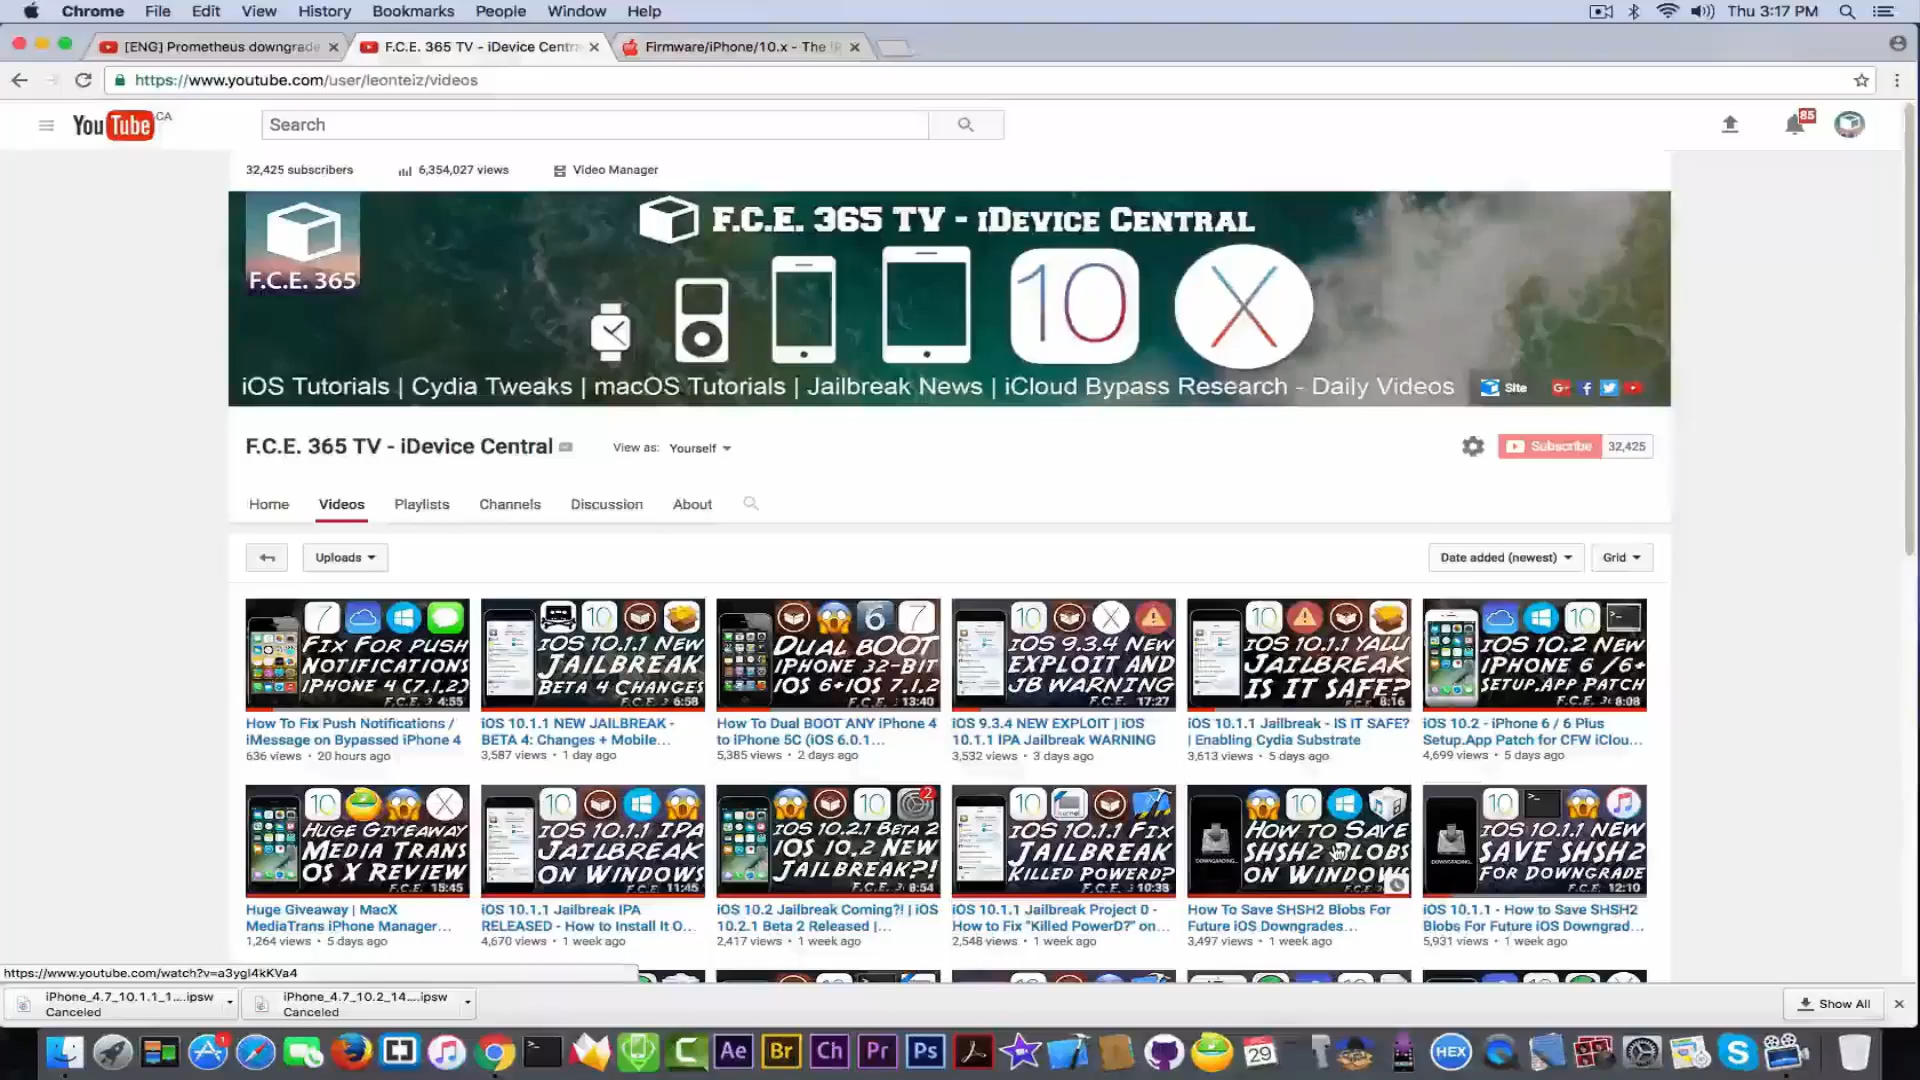 Chrome File Edit View History Bookmarks People Window Help Thu 3:17 PM
[ENG] Prometheus downgrade F.C.E. 365 TV - iDevice Centr Firmware/iPhone/10.x - The iP
https://www.youtube.com/user/leonteiz/videos
YouTube CA Search 85
32,425 subscribers 6,354,027 views Video Manager
F.C.E. 365 TV - iDevice Central
F.C.E. 365
10 X
iOS Tutorials | Cydia Tweaks | macOS Tutorials | Jailbreak News | iCloud Bypass Research - Daily Videos Site
F.C.E. 365 TV - iDevice Central View as: Yourself Subscribe 32,425
Home Videos Playlists Channels Discussion About
Uploads Date added (newest) Grid
Fix For Push
Notifications
iPhone 4 (7.1.2)
4:55
How To Fix Push Notifications /
iMessage on Bypassed iPhone 4
636 views • 20 hours ago
iOS 10.1.1 New
Jailbreak
Beta 4 Changes
6:58
iOS 10.1.1 NEW JAILBREAK -
BETA 4: Changes + Mobile...
3,587 views • 1 day ago
Dual Boot
iPhone 32-Bit
iOS 6+iOS 7.1.2
13:40
How To Dual BOOT ANY iPhone 4
to iPhone 5C (iOS 6.0.1...
5,385 views • 2 days ago
iOS 9.3.4 New
Exploit and
JB Warning
17:27
iOS 9.3.4 NEW EXPLOIT | iOS
10.1.1 IPA Jailbreak WARNING
3,532 views • 3 days ago
iOS 10.1.1 Yalu
Jailbreak
Is It Safe?
8:16
iOS 10.1.1 Jailbreak - IS IT SAFE?
| Enabling Cydia Substrate
3,613 views • 5 days ago
iOS 10.2 New
iPhone 6 /6+
Setup.app Patch
8:08
iOS 10.2 - iPhone 6 / 6 Plus
Setup.App Patch for CFW iClou...
4,699 views • 5 days ago
Huge Giveaway
Media Trans
OS X Review
15:45
Huge Giveaway | MacX
MediaTrans iPhone Manager...
1,264 views • 5 days ago
iOS 10.1.1 IPA
Jailbreak
on Windows
11:45
iOS 10.1.1 Jailbreak IPA
RELEASED - How to Install It O...
4,670 views • 1 week ago
iOS 10.2.1 Beta 2
iOS 10.2 New
Jailbreak?!
8:54
iOS 10.2 Jailbreak Coming?! | iOS
10.2.1 Beta 2 Released |...
2,417 views • 1 week ago
iOS 10.1.1 Fix
Jailbreak
Killed PowerD?
10:38
iOS 10.1.1 Jailbreak Project 0 -
How to Fix "Killed PowerD?" on...
2,548 views • 1 week ago
How to Save
SHSH2 Blobs
on Windows
How To Save SHSH2 Blobs For
Future iOS Downgrades...
3,497 views • 1 week ago
iOS 10.1.1 New
Save SHSH2
For Downgrade
12:10
iOS 10.1.1 - How to Save SHSH2
Blobs For Future iOS Downgrad...
5,931 views • 1 week ago
https://www.youtube.com/watch?v=a3ygl4kKVa4
iPhone_4.7_10.1.1_1....ipsw
Canceled
iPhone_4.7_10.2_14....ipsw
Canceled
Show All
Ae Br Ch Pr Ps 29 HEX